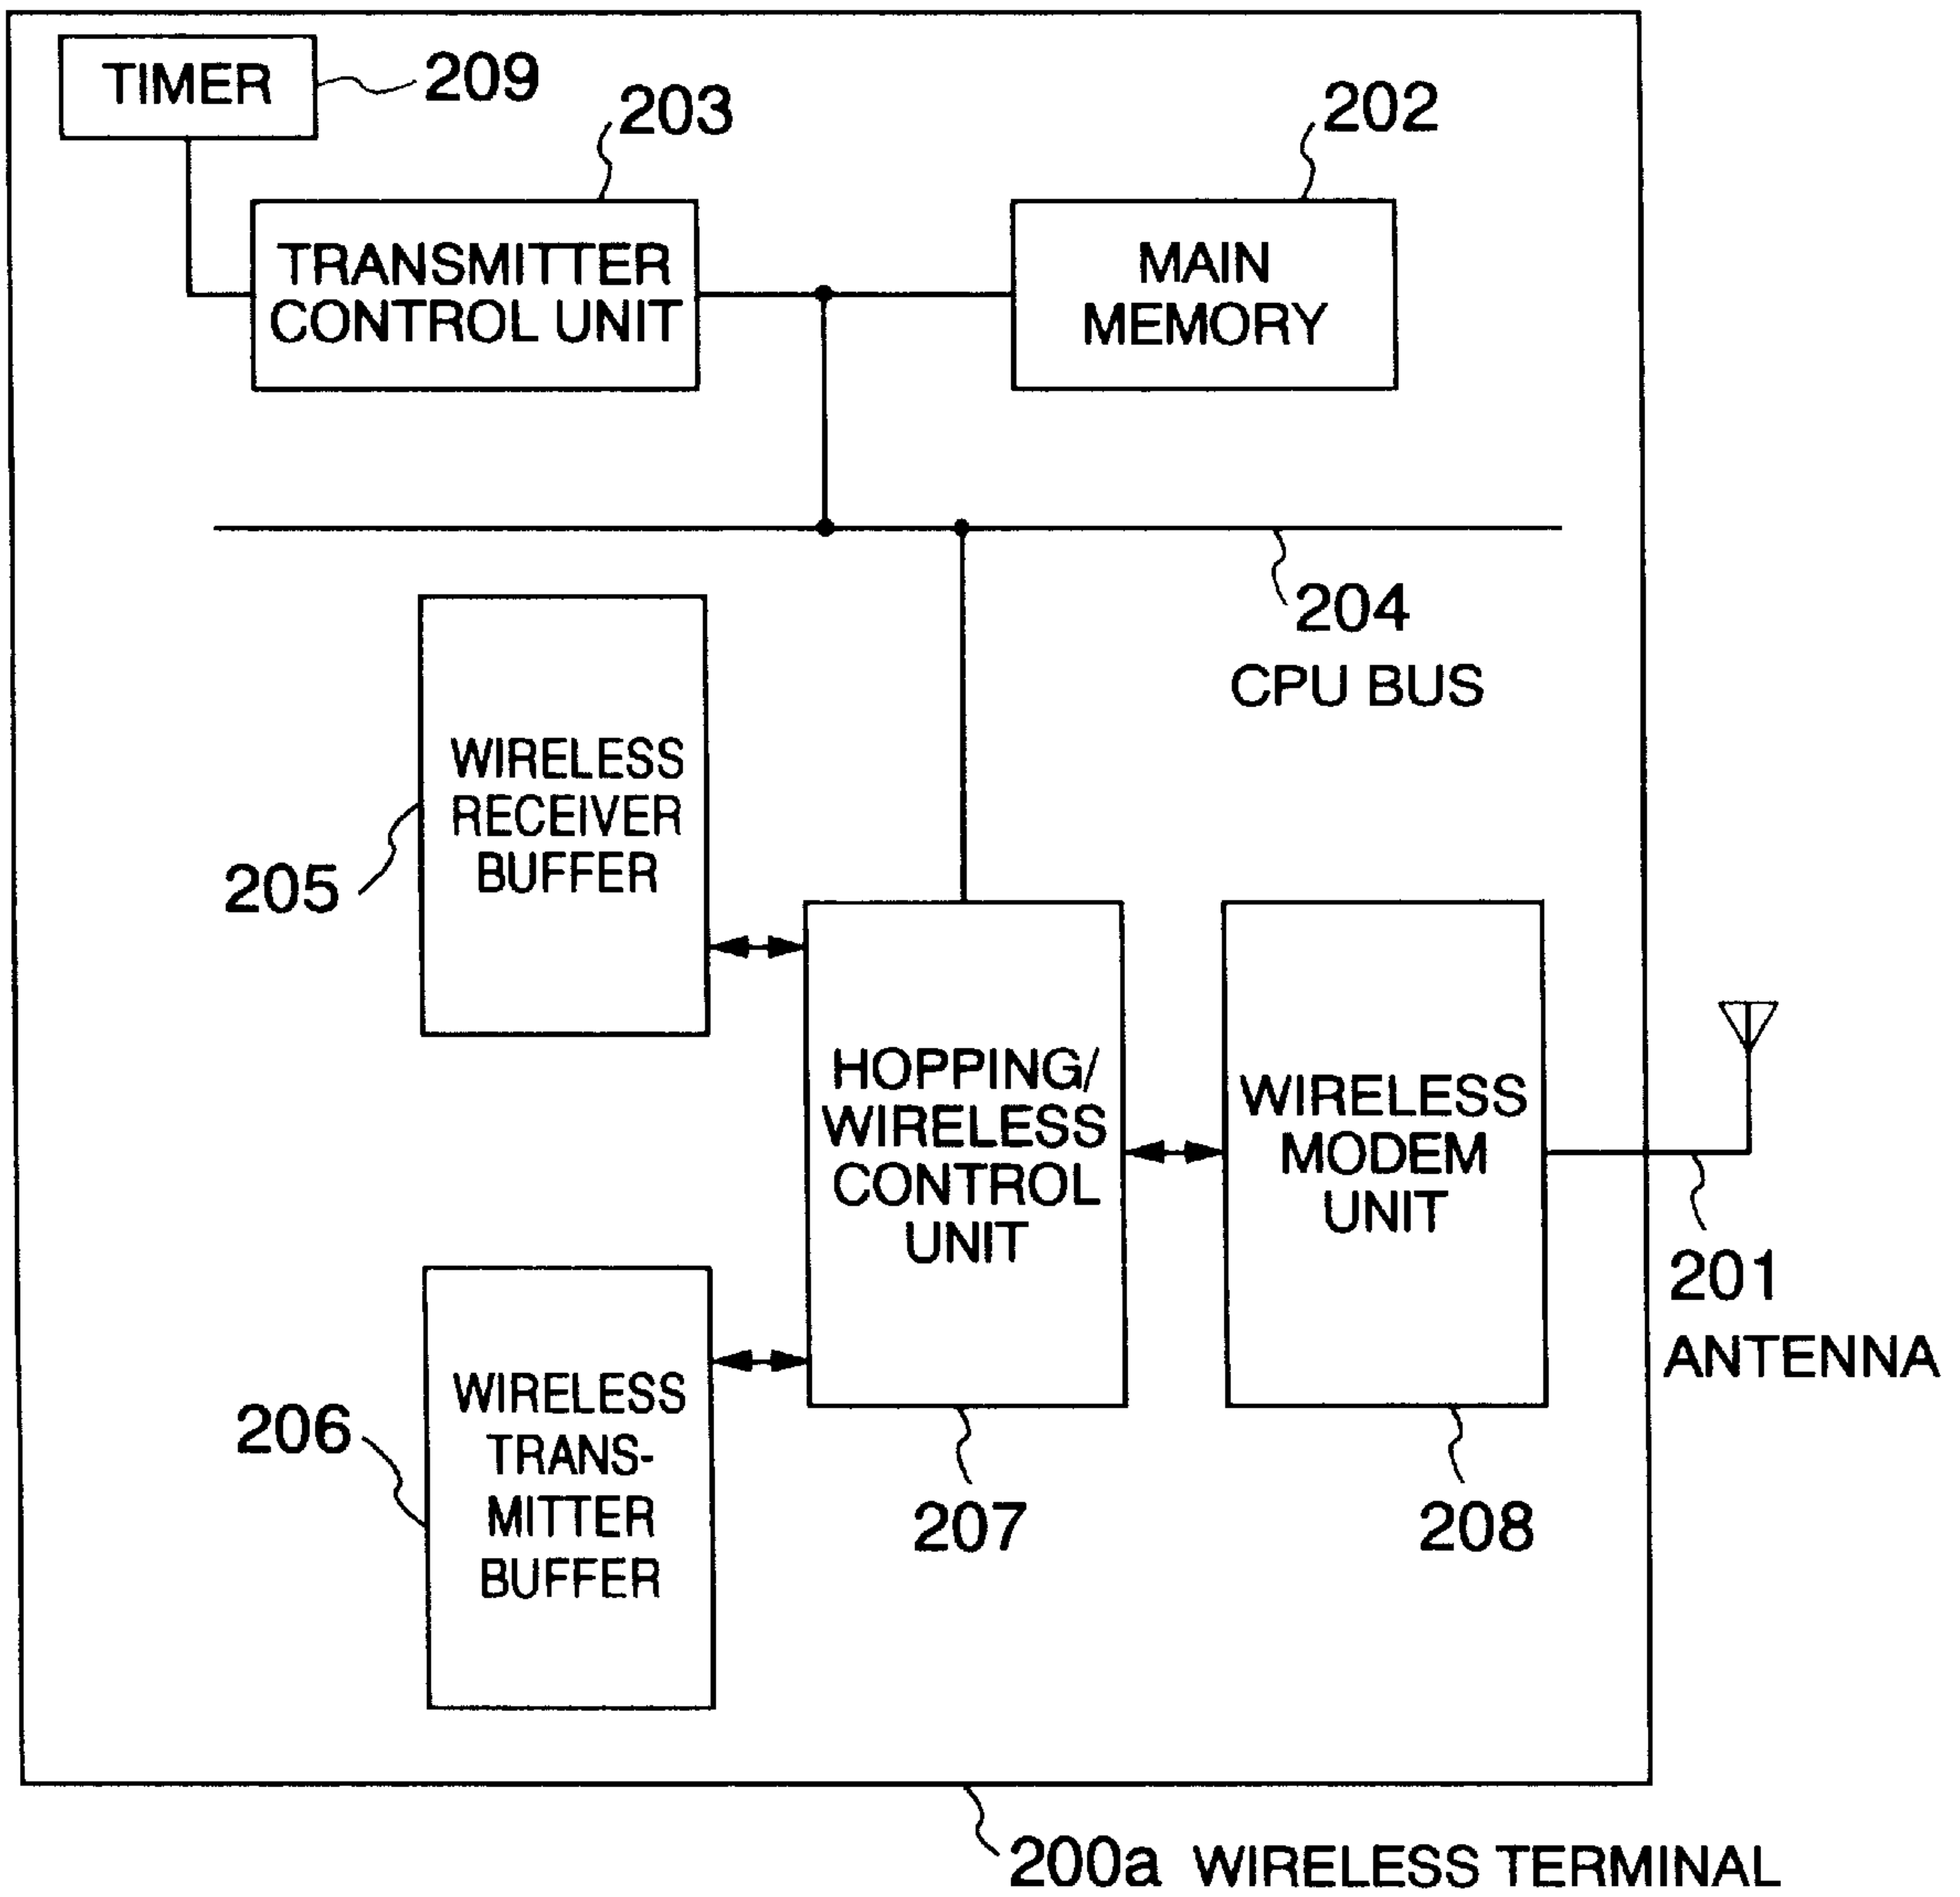 TIMER
209
203
202
TRANSMITTER
CONTROL UNIT
MAIN
MEMORY
204
CPU BUS
WIRELESS
RECEIVER
BUFFER
205
HOPPING/
WIRELESS
CONTROL
UNIT
WIRELESS
MODEM
UNIT
201
ANTENNA
WIRELESS
TRANS-
MITTER
BUFFER
206
207
208
200a WIRELESS TERMINAL